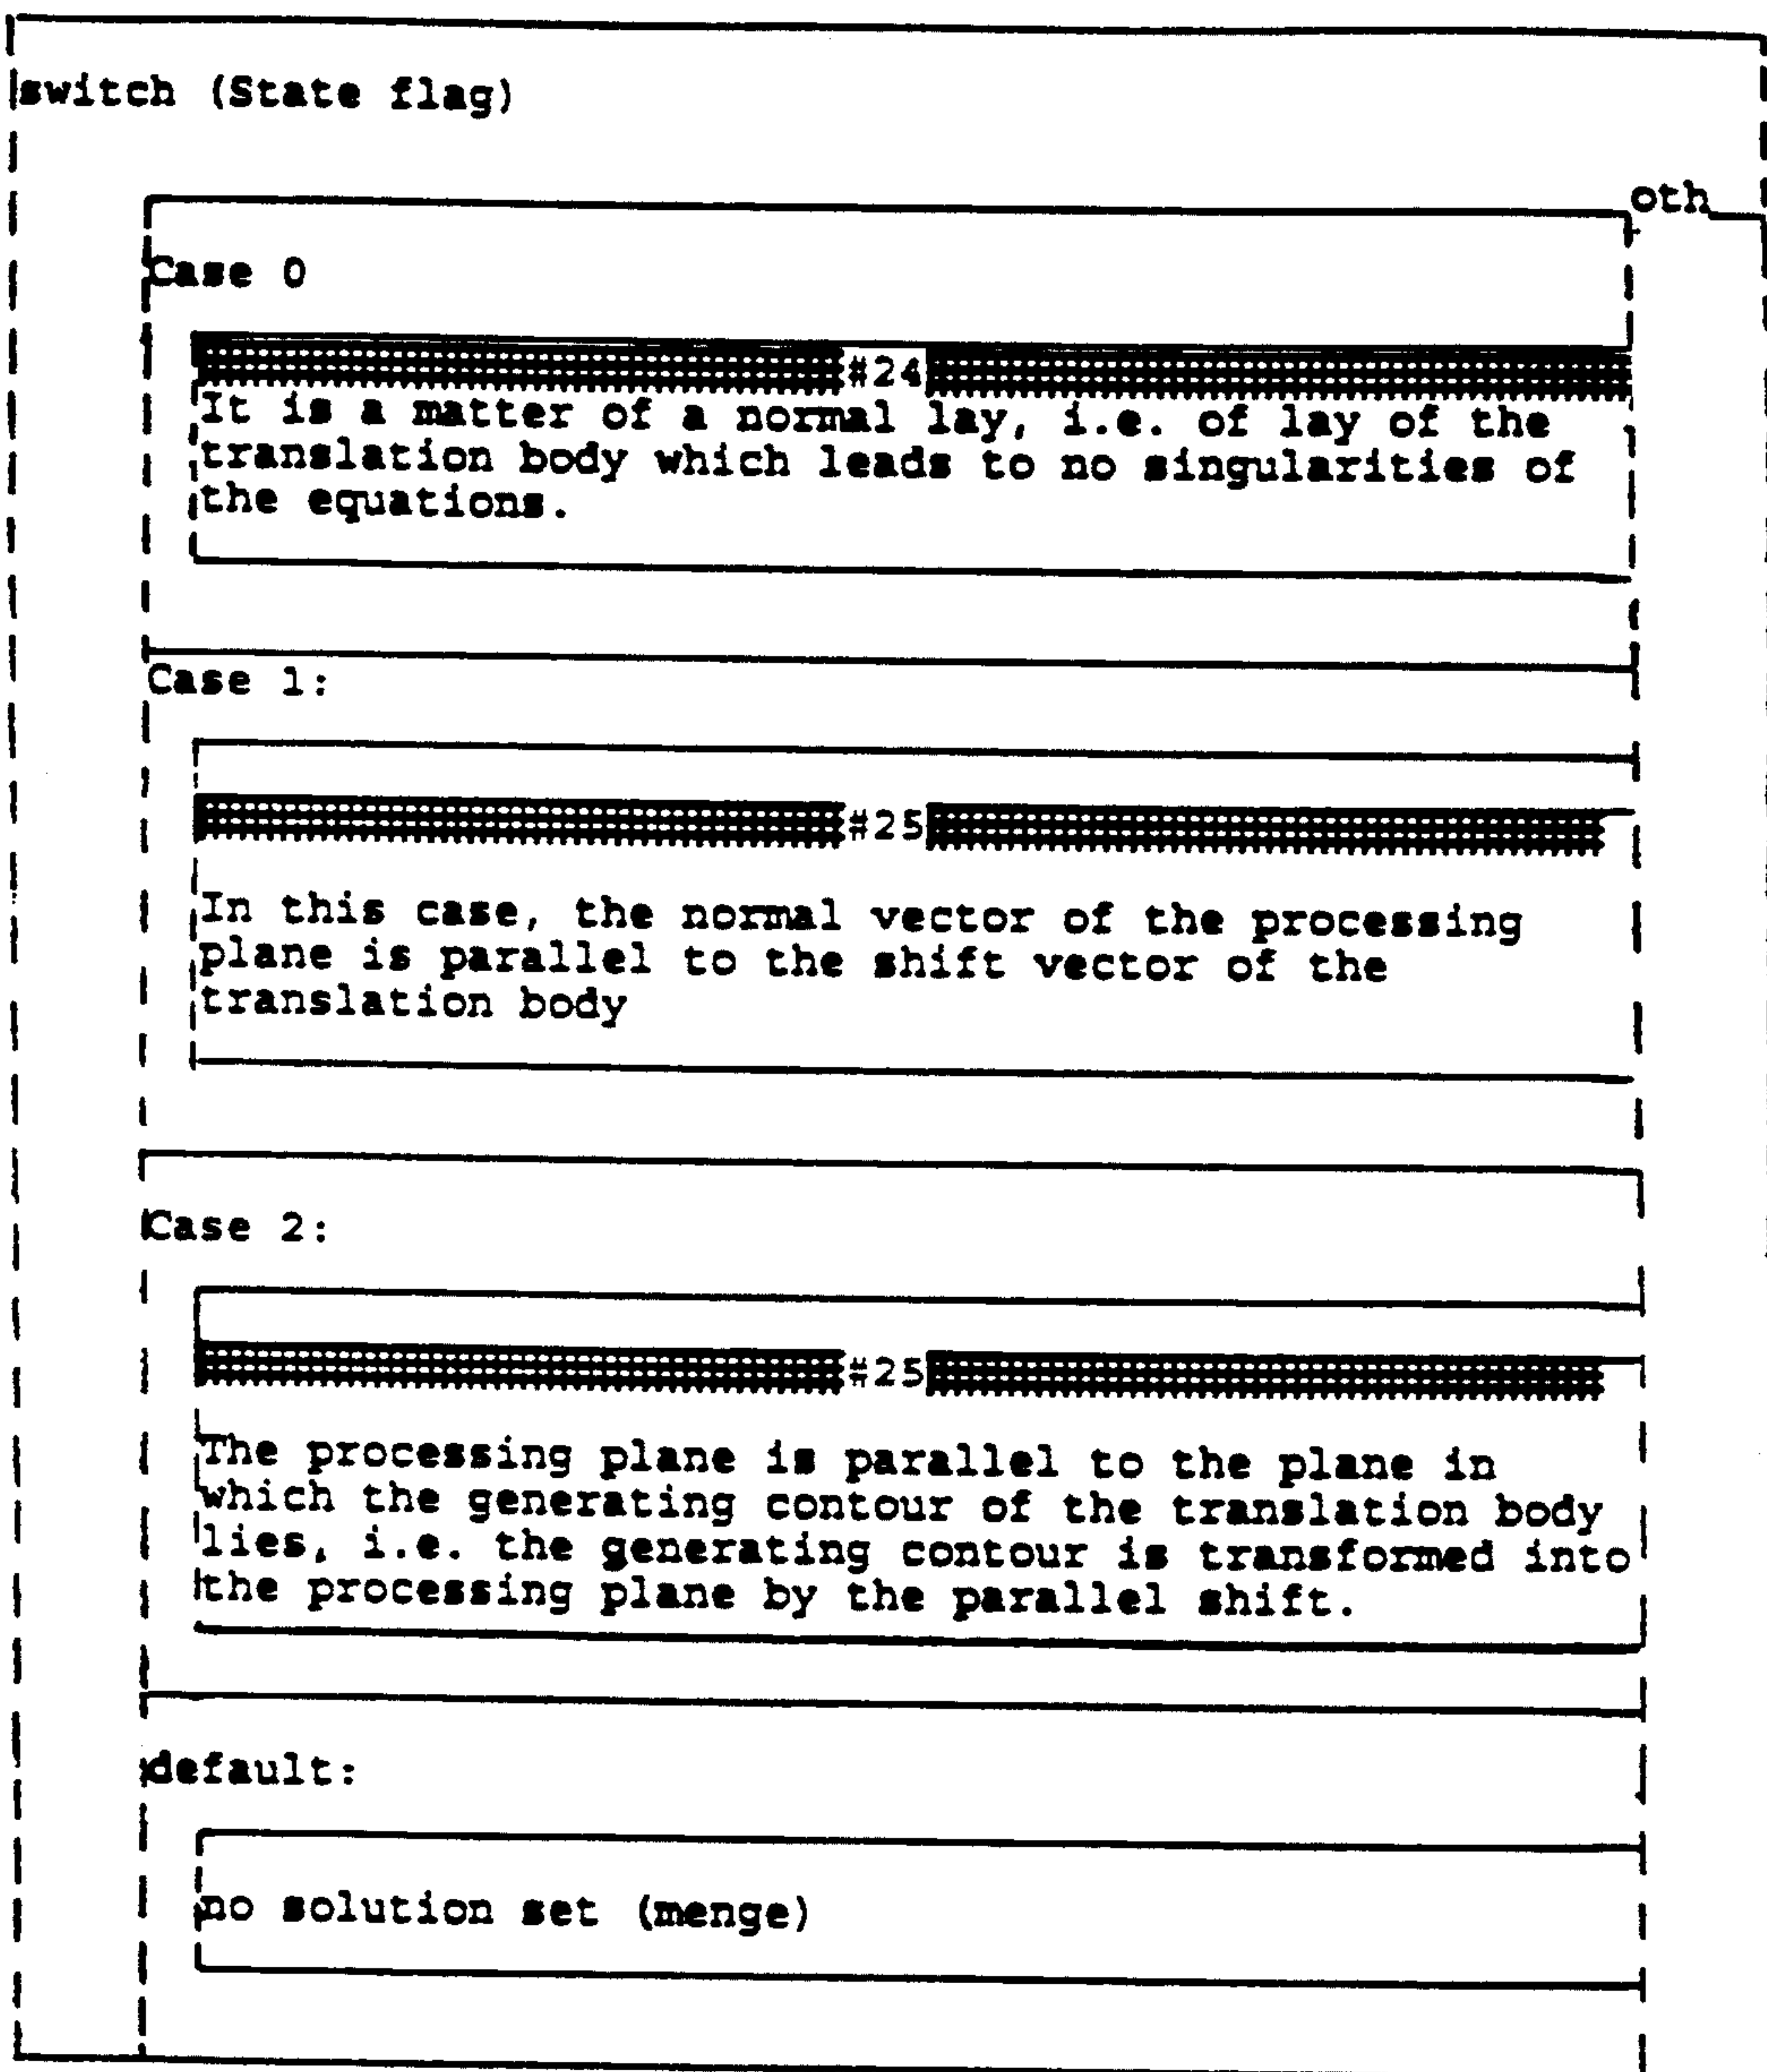 switch (State flag)
oth
Case 0
#24
It is a matter of a normal lay, i.e. of lay of the
translation body which leads to no singularities of
the equations.
Case 1:
#25
In this case, the normal vector of the processing
plane is parallel to the shift vector of the
translation body
Case 2:
#25
The processing plane is parallel to the plane in
which the generating contour of the translation body
lies, i.e. the generating contour is transformed into
the processing plane by the parallel shift.
default:
no solution set (menge)